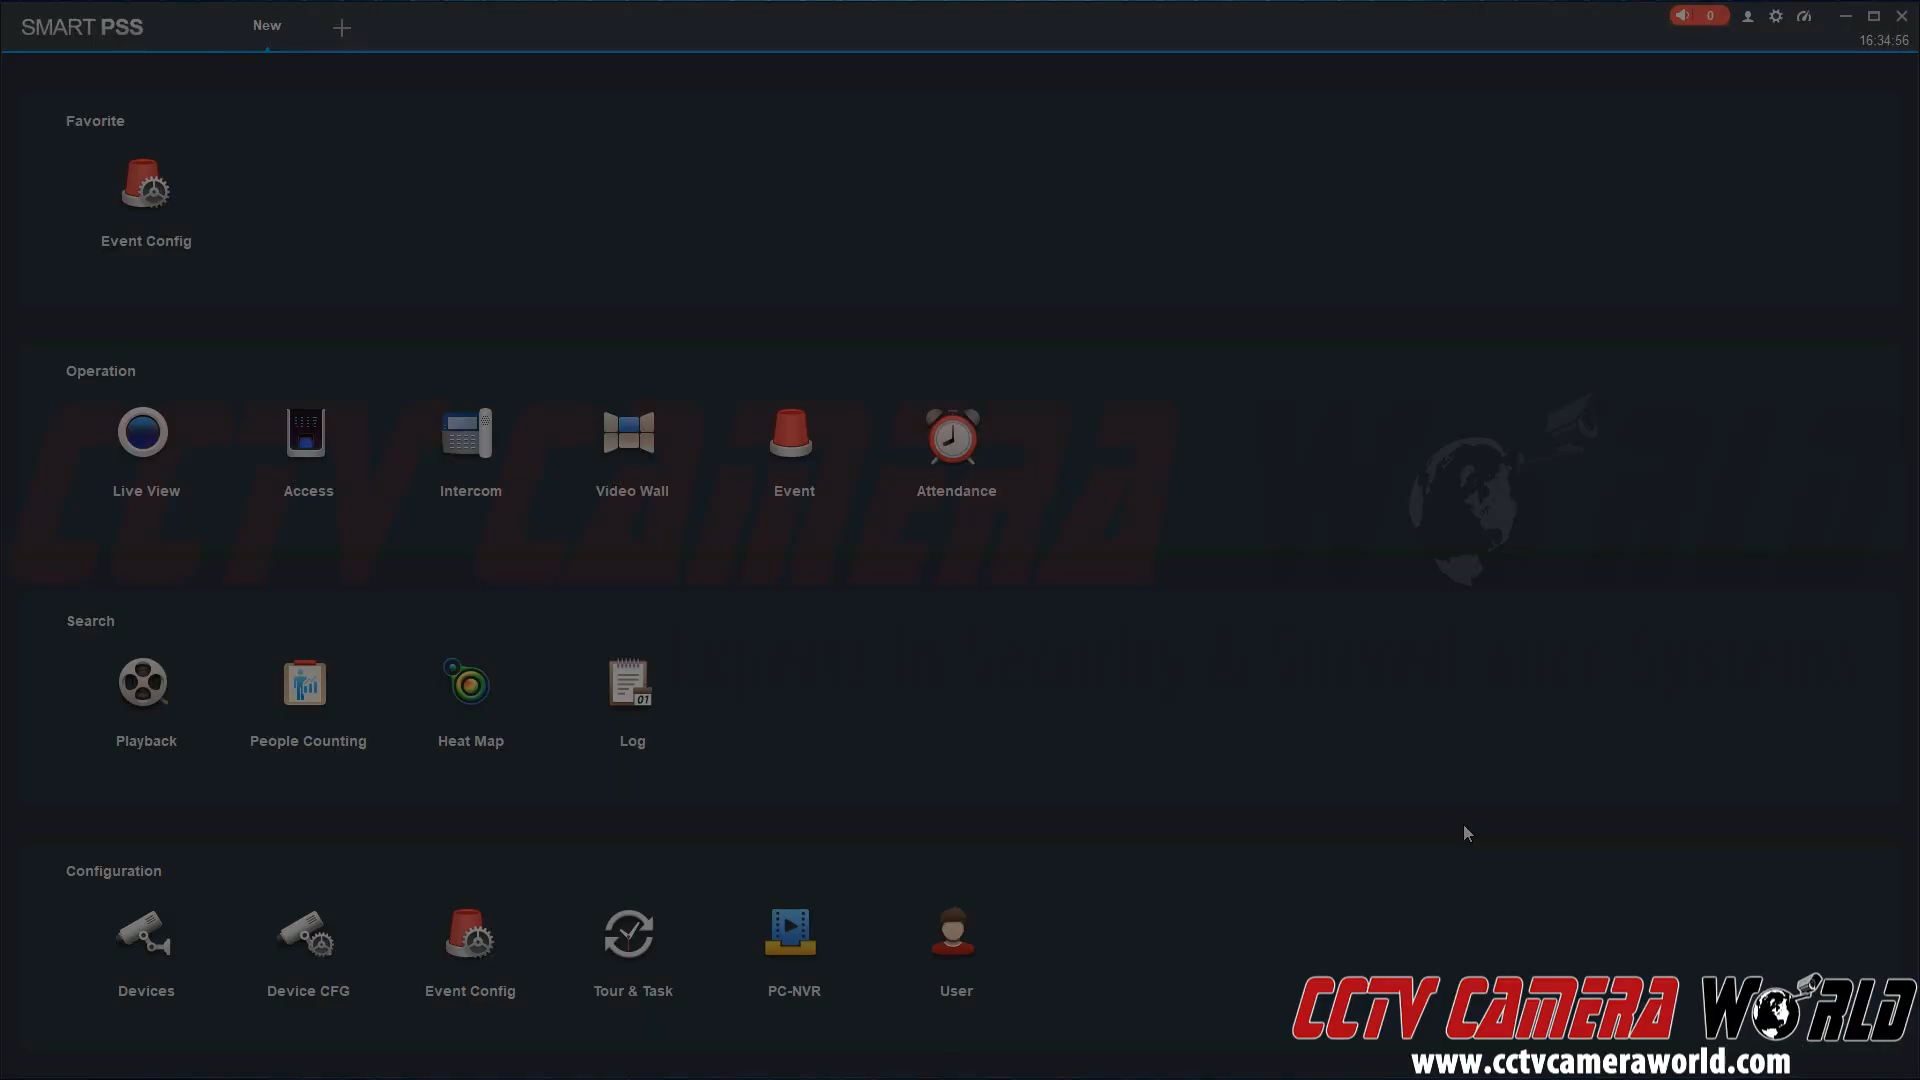 SMART PSS
New
0
16:34:56
Favorite
Event Config
Operation
Live View
Access
Intercom
Video Wall
Event
Attendance
CCTV CAMERA
Search
Playback
People Counting
Heat Map
Log
01
Configuration
Devices
Device CFG
Event Config
Tour & Task
PC-NVR
User
CCTV CAMERA WORLD
www.cctvcameraworld.com